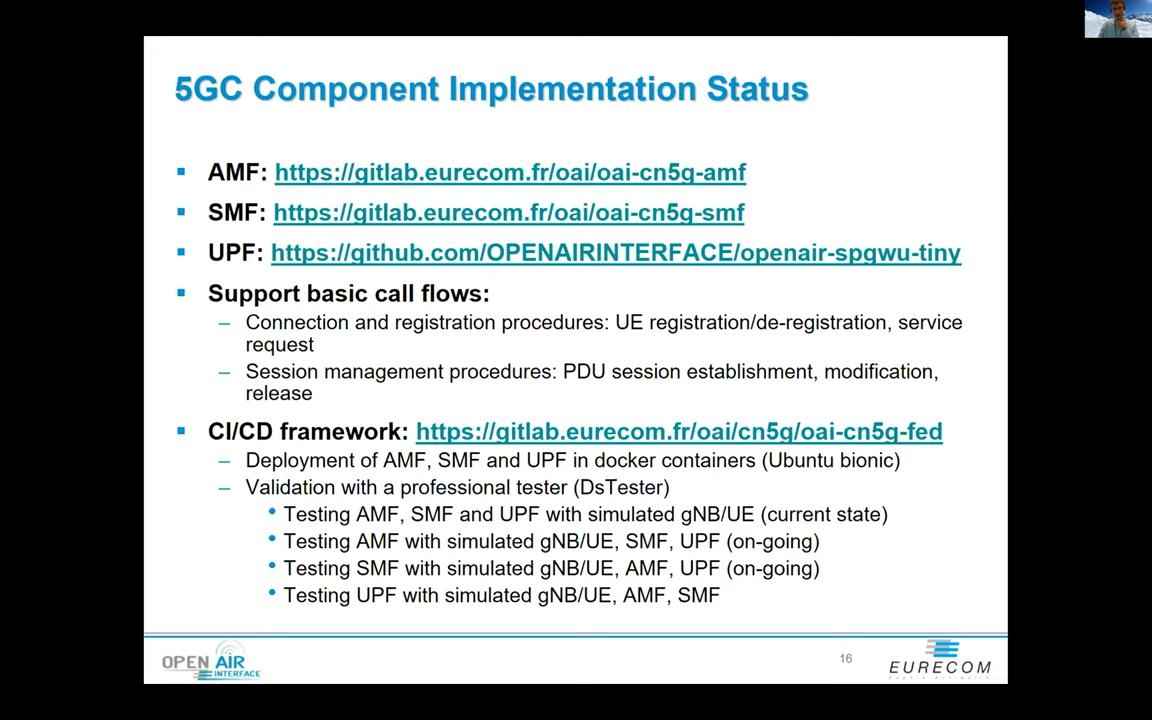 5GC Component Implementation Status
▪ AMF: https://gitlab.eurecom.fr/oai/oai-cn5g-amf
▪ SMF: https://gitlab.eurecom.fr/oai/oai-cn5g-smf
▪ UPF: https://github.com/OPENAIRINTERFACE/openair-spgwu-tiny
▪ Support basic call flows:
– Connection and registration procedures: UE registration/de-registration, service
request
– Session management procedures: PDU session establishment, modification,
release
▪ CI/CD framework: https://gitlab.eurecom.fr/oai/cn5g/oai-cn5g-fed
– Deployment of AMF, SMF and UPF in docker containers (Ubuntu bionic)
– Validation with a professional tester (DsTester)
• Testing AMF, SMF and UPF with simulated gNB/UE (current state)
• Testing AMF with simulated gNB/UE, SMF, UPF (on-going)
• Testing SMF with simulated gNB/UE, AMF, UPF (on-going)
• Testing UPF with simulated gNB/UE, AMF, SMF
OPEN AIR
INTERFACE
16
EURECOM